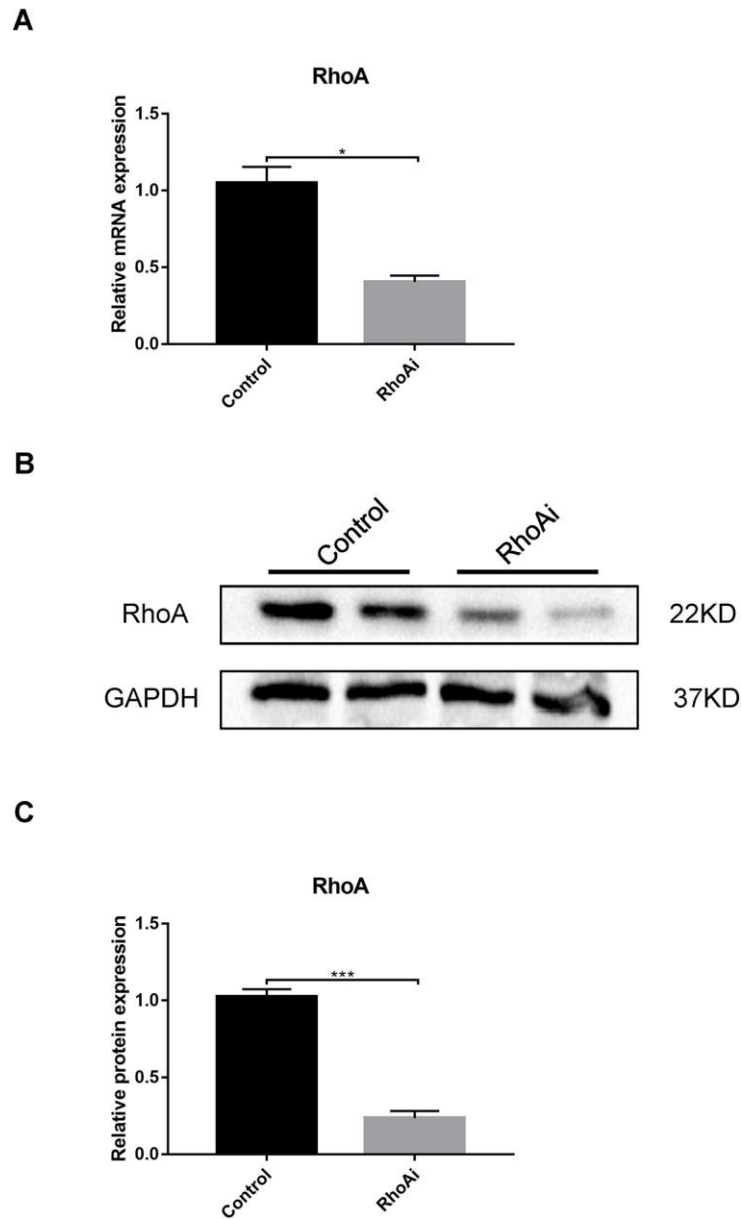 A
RhoA
Relative mRNA expression
1.5
*
1.0
0.5
0.0
Control
RhoAi
B
Control
RhoAi
RhoA
22KD
GAPDH
37KD
C
RhoA
Relative protein expression
1.5
***
1.0
0.5
0.0
Control
RhoAi